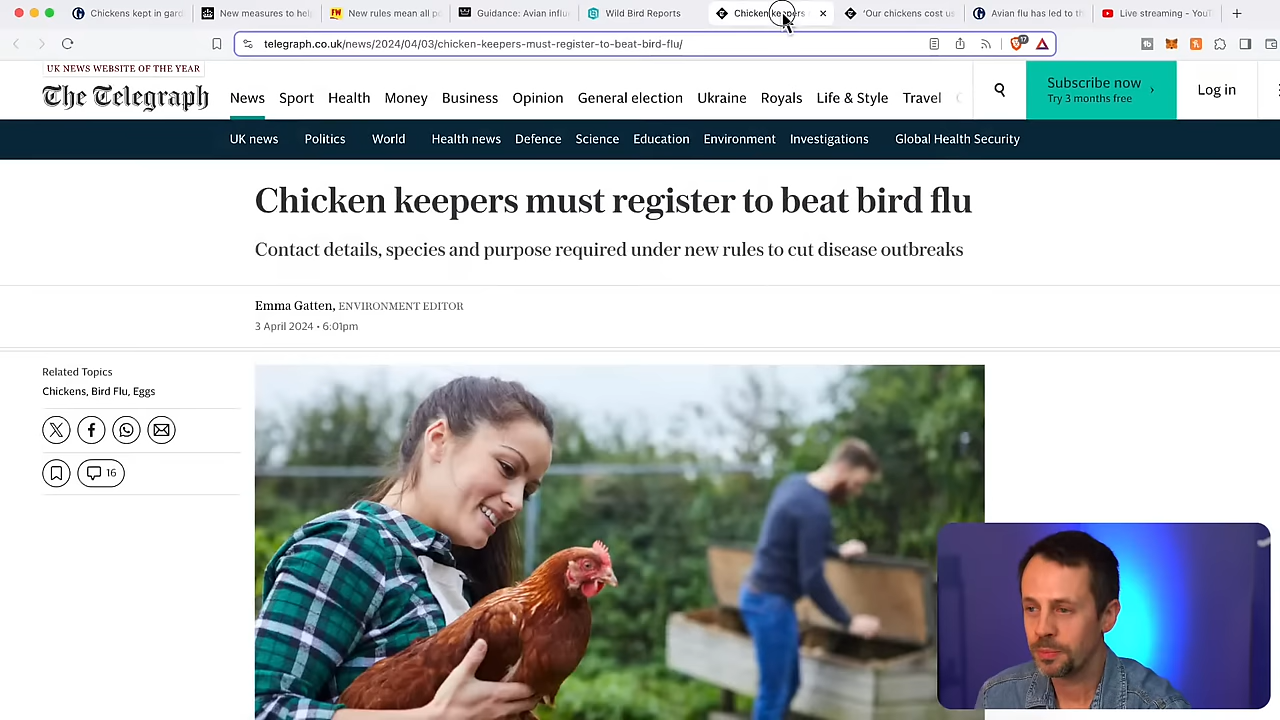 Chickens kept in gard
New measures to help
New rules mean all p
Guidance: Avian influ
Wild Bird Reports
Chicken keepers
'Our chickens cost us
Avian flu has led to th
Live streaming - YouT
telegraph.co.uk/news/2024/04/03/chicken-keepers-must-register-to-beat-bird-flu/
17
UK NEWS WEBSITE OF THE YEAR
The Telegraph
News
Sport
Health
Money
Business
Opinion
General election
Ukraine
Royals
Life & Style
Travel
Subscribe now
Try 3 months free
Log in
UK news
Politics
World
Health news
Defence
Science
Education
Environment
Investigations
Global Health Security
Chicken keepers must register to beat bird flu
Contact details, species and purpose required under new rules to cut disease outbreaks
Emma Gatten, ENVIRONMENT EDITOR
3 April 2024 • 6:01pm
Related Topics
Chickens, Bird Flu, Eggs
16